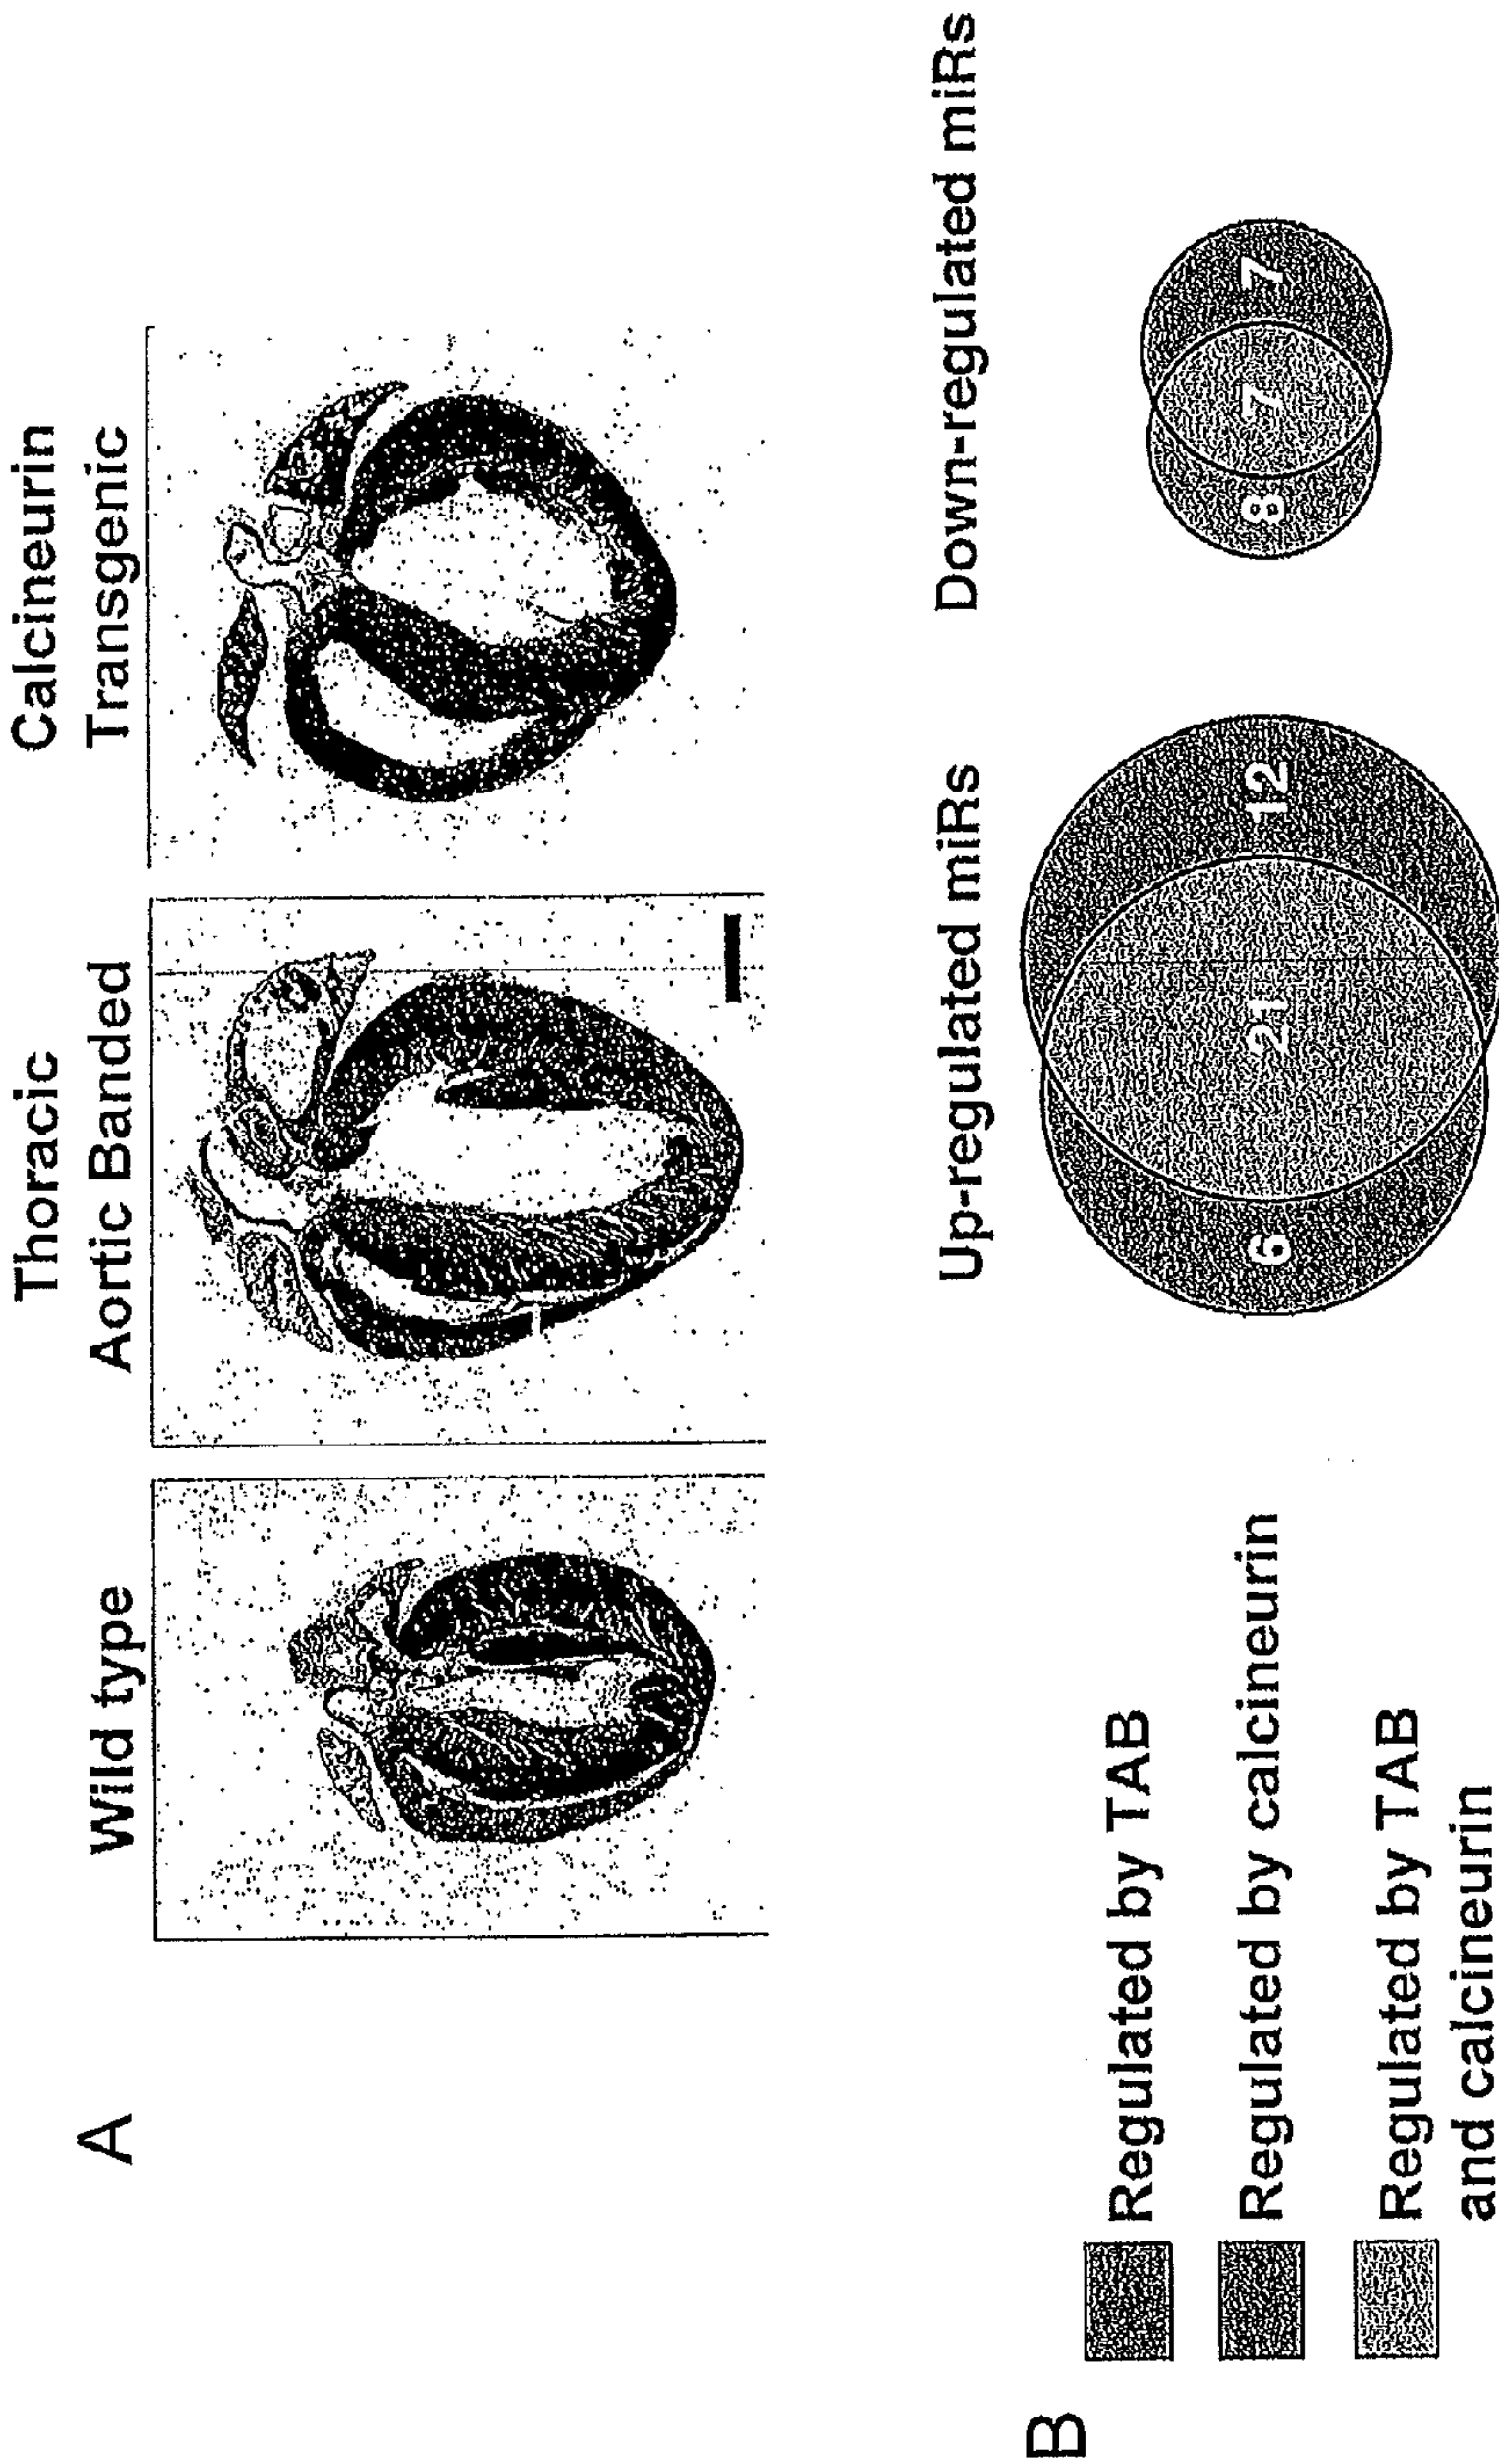 A
Wild type
Thoracic
Aortic Banded
Calcineurin
Transgenic
B
Regulated by TAB
Regulated by calcineurin
Regulated by TAB
and calcineurin
Up-regulated miRs
6
21
12
Down-regulated miRs
8
7
7